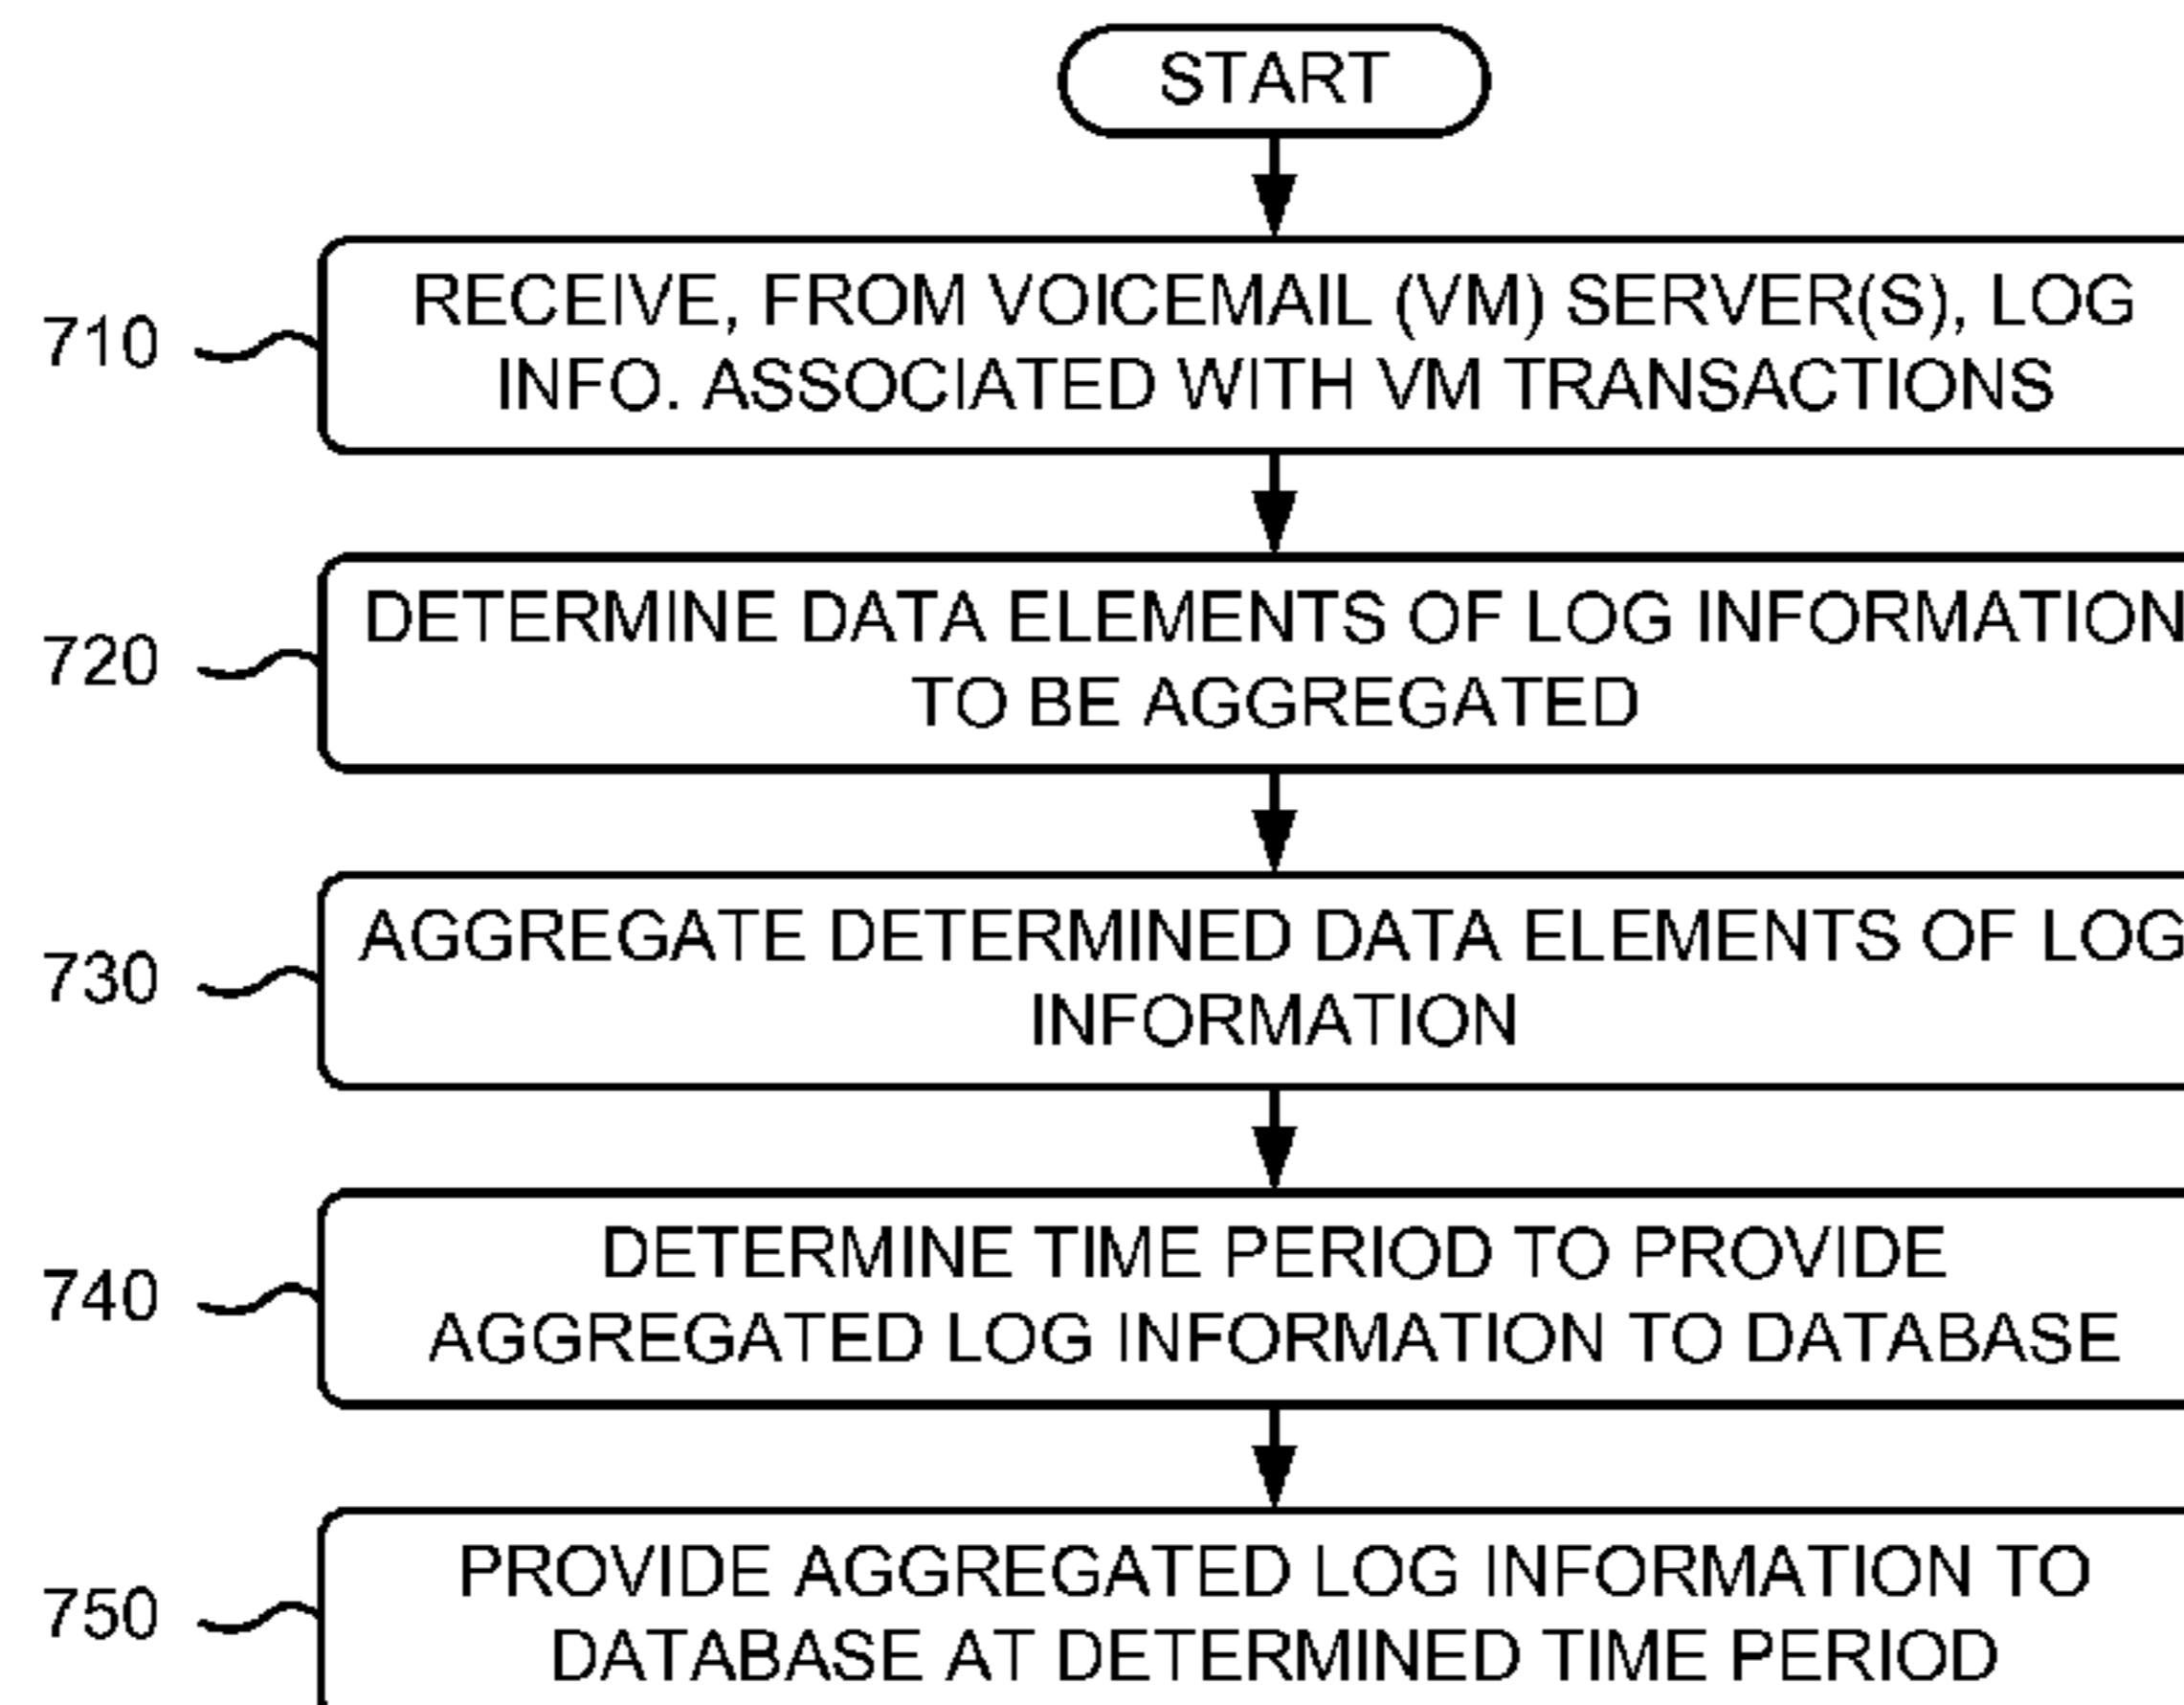 START
710
RECEIVE, FROM VOICEMAIL (VM) SERVER(S), LOG
INFO. ASSOCIATED WITH VM TRANSACTIONS
720
DETERMINE DATA ELEMENTS OF LOG INFORMATION
TO BE AGGREGATED
730
AGGREGATE DETERMINED DATA ELEMENTS OF LOG
INFORMATION
740
DETERMINE TIME PERIOD TO PROVIDE
AGGREGATED LOG INFORMATION TO DATABASE
750
PROVIDE AGGREGATED LOG INFORMATION TO
DATABASE AT DETERMINED TIME PERIOD